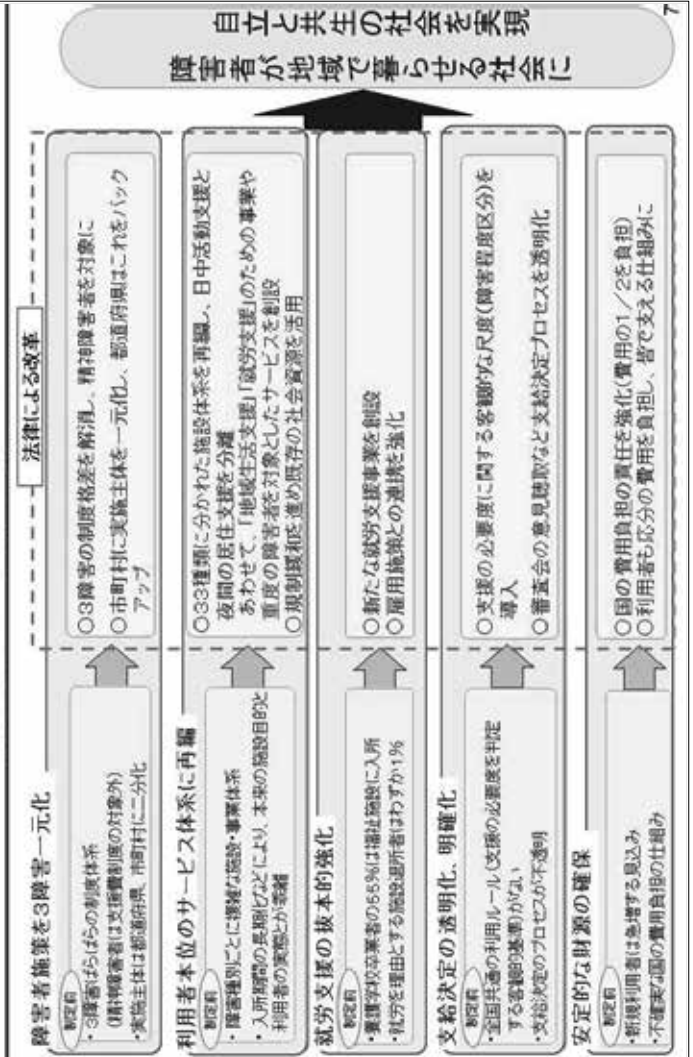 法律による改革
障害者施策を3障害一元化
制定前
・3障害ばらばらの制度体系
(精神障害者は支援費制度の対象外)
・実施主体は都道府県、市町村に二分化
○3障害の制度格差を解消し、精神障害者を対象に
○市町村に実施主体を一元化し、都道府県はこれをバック
アップ
利用者本位のサービス体系に再編
制定前
・障害種別ごとに複雑な施設・事業体系
・入所期間の長期化などにより、本来の施設目的と
利用者の実態とが乖離
○33種類に分かれた施設体系を再編し、日中活動支援と
夜間の居住支援を分離
あわせて、「地域生活支援」「就労支援」のための事業や
重度の障害者を対象としたサービスを創設
○規制緩和を進め既存の社会資源を活用
就労支援の抜本的強化
制定前
・養護学校卒業者の55%は福祉施設に入所
・就労を理由とする施設退所者はわずか1%
○新たな就労支援事業を創設
○雇用施策との連携を強化
支給決定の透明化、明確化
制定前
・全国共通の利用ルール(支援の必要度を判定
する客観的基準)がない
・支給決定のプロセスが不透明
○支援の必要度に関する客観的な尺度(障害程度区分)を
導入
○審査会の意見聴取など支給決定プロセスを透明化
安定的な財源の確保
制定前
・新規利用者は急増する見込み
・不確実な国の費用負担の仕組み
○国の費用負担の責任を強化(費用の1/2を負担)
○利用者も応分の費用を負担し、皆で支える仕組みに
障害者が地域で暮らせる社会に
自立と共生の社会を実現
7